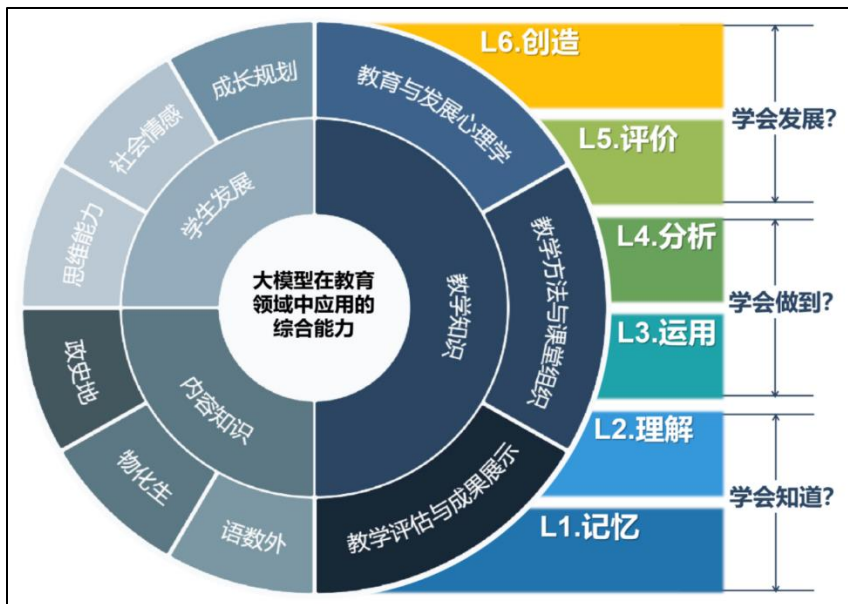 大模型在教育
领域中应用的
综合能力
学生发展
内容知识
教学知识
成长规划
社会情感
思维能力
政史地
物化生
语数外
教育与发展心理学
教学方法与课堂组织
教学评估与成果展示
L6.创造
L5.评价
L4.分析
L3.运用
L2.理解
L1.记忆
学会发展?
学会做到?
学会知道?